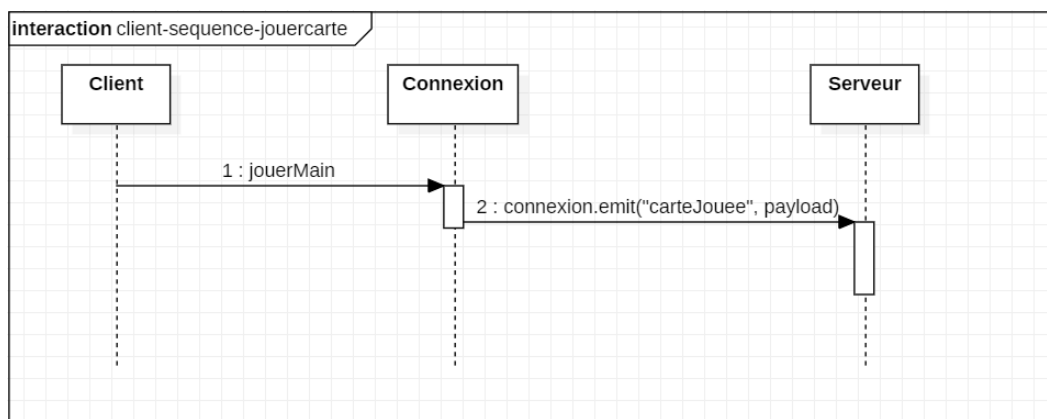 interaction client-sequence-jouercarte
Client
Connexion
Serveur
1 : jouerMain
2 : connexion.emit("carteJouee", payload)